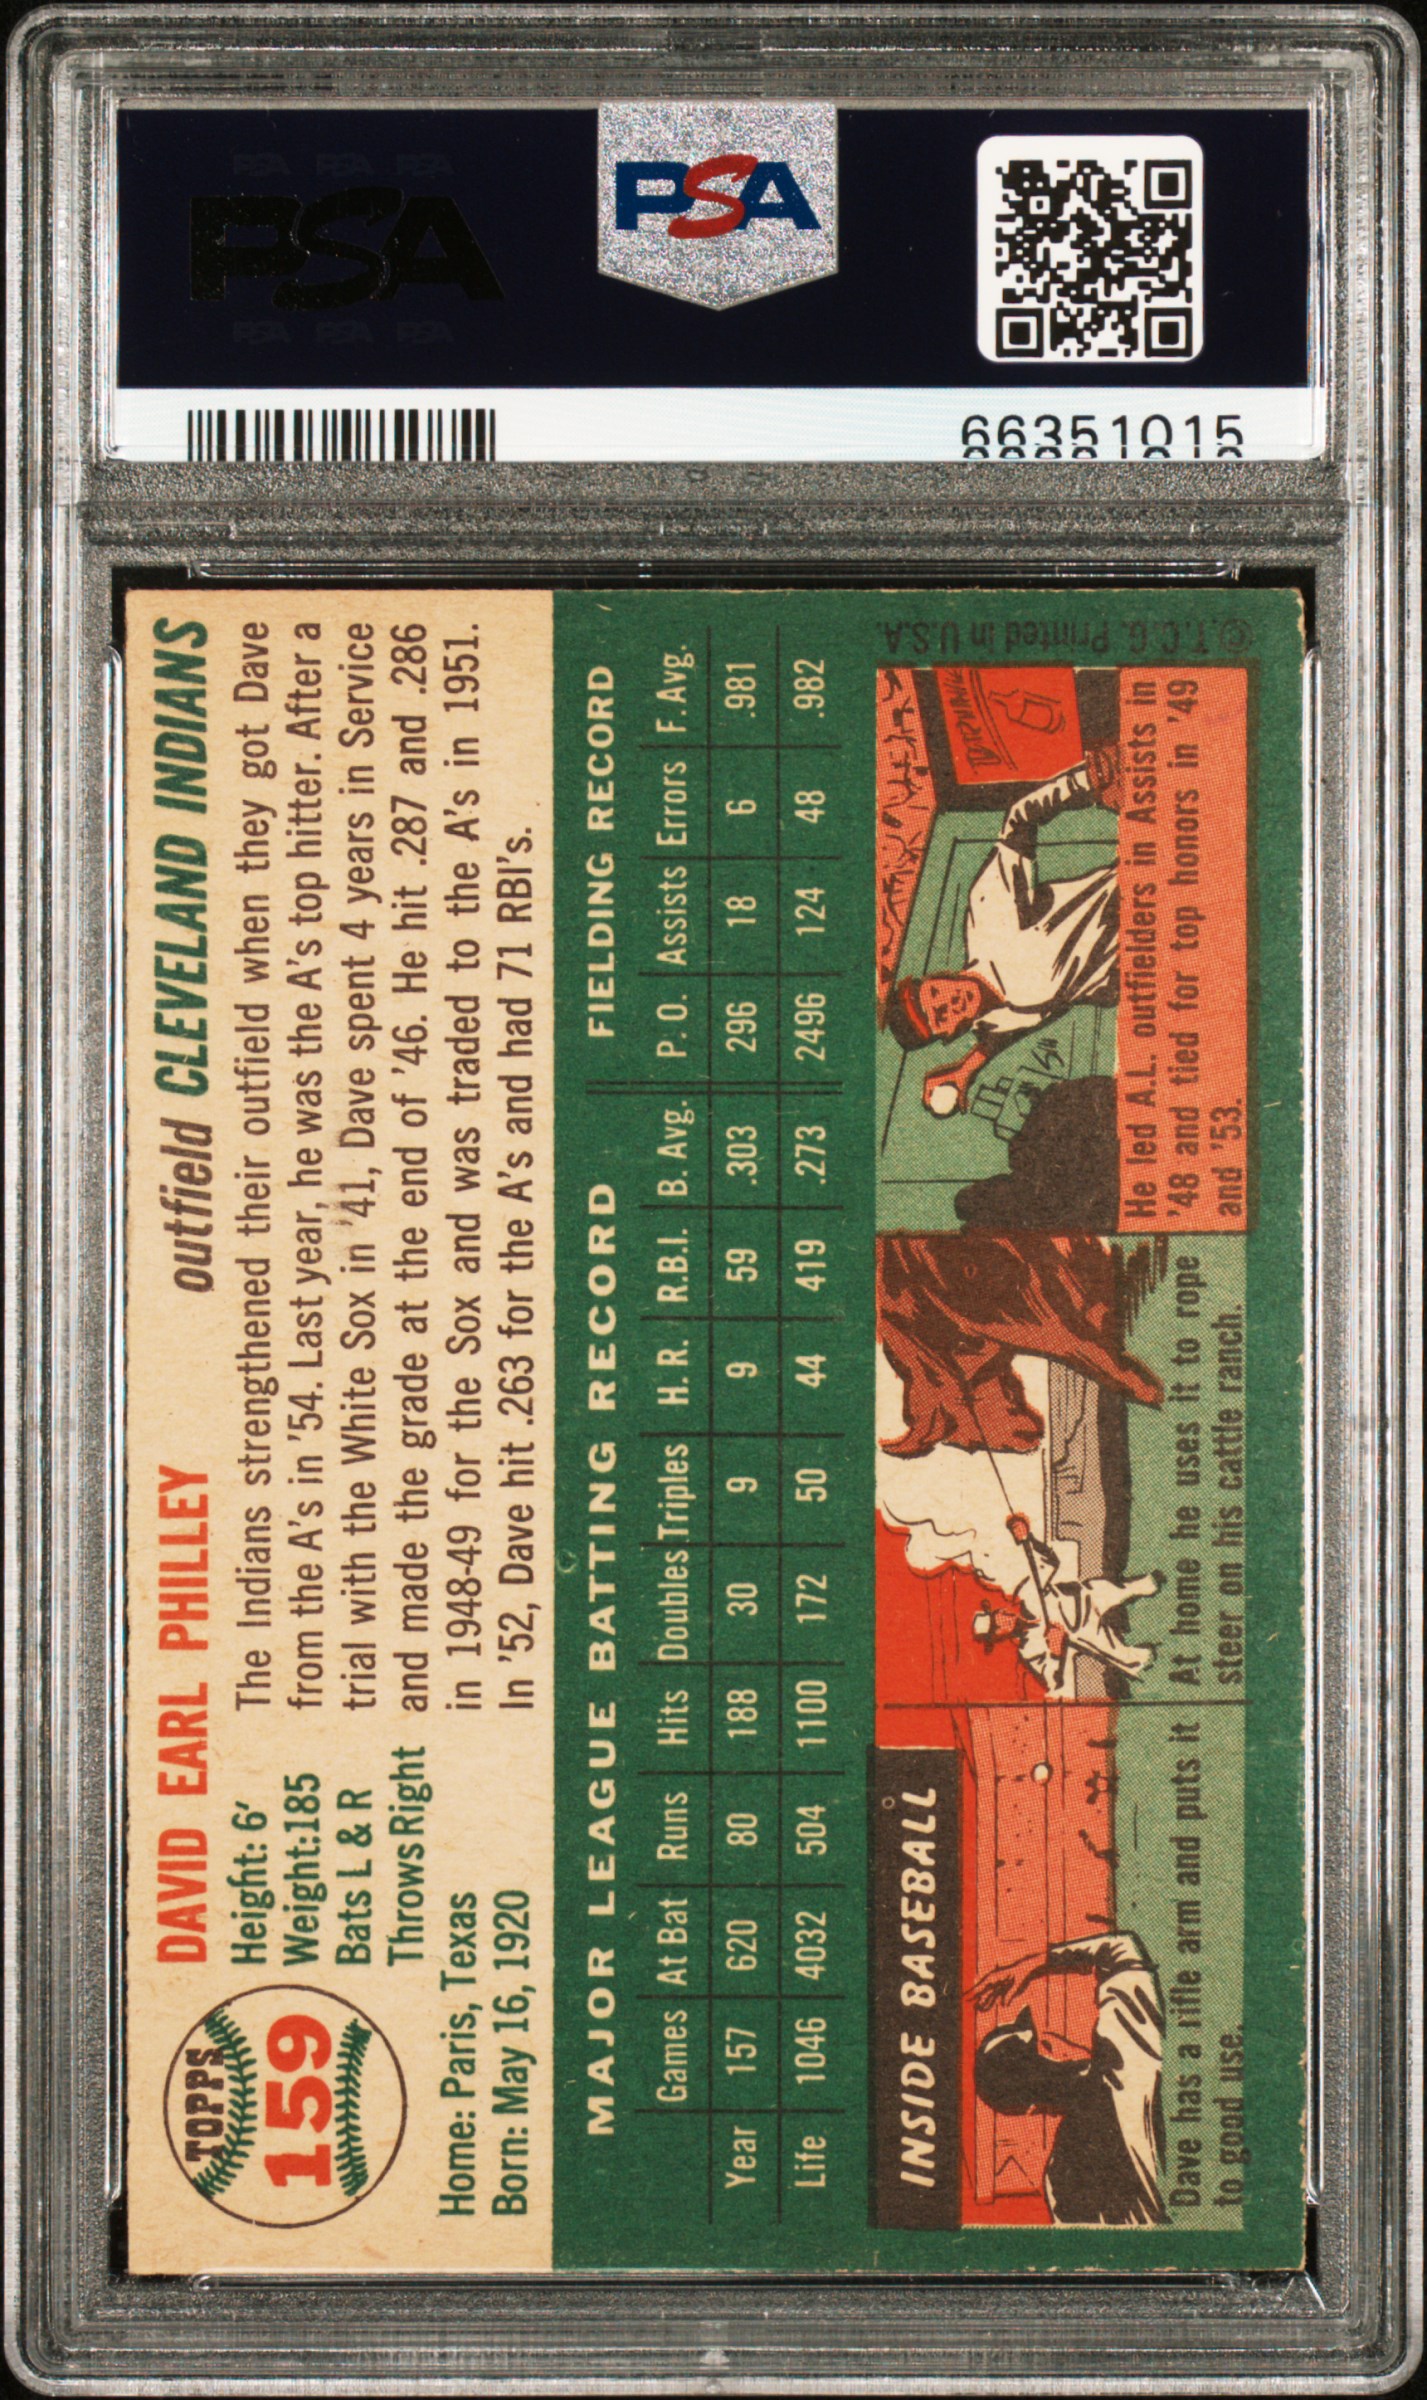 PSA PSA PSA
PSA
PSA PSA PSA
PSA
66351015
TOPPS
159
DAVID EARL PHILLEY
outfield CLEVELAND INDIANS
Height: 6'
Weight:185
Bats L & R
Throws Right
Home: Paris, Texas
Born: May 16, 1920
The Indians strengthened their outfield when they got Dave
from the A's in '54. Last year, he was the A's top hitter. After a
trial with the White Sox in '41, Dave spent 4 years in Service
and made the grade at the end of '46. He hit .287 and .286
in 1948-49 for the Sox and was traded to the A's in 1951.
In '52, Dave hit .263 for the A's and had 71 RBI's.
MAJOR LEAGUE BATTING RECORD FIELDING RECORD
Games At Bat Runs Hits Doubles Triples H. R. R.B.I. B. Avg. P. O. Assists Errors F. Avg.
Year 157 620 80 188 30 9 9 59 .303 296 18 6 .981
Life 1046 4032 504 1100 172 50 44 419 .273 2496 124 48 .982
INSIDE BASEBALL
Dave has a rifle arm and puts it
to good use.
At home he uses it to rope
steer on his cattle ranch.
He led A.L. outfielders in Assists in
'48 and tied for top honors in '49
and '53.
© T.C.G. Printed in U.S.A.